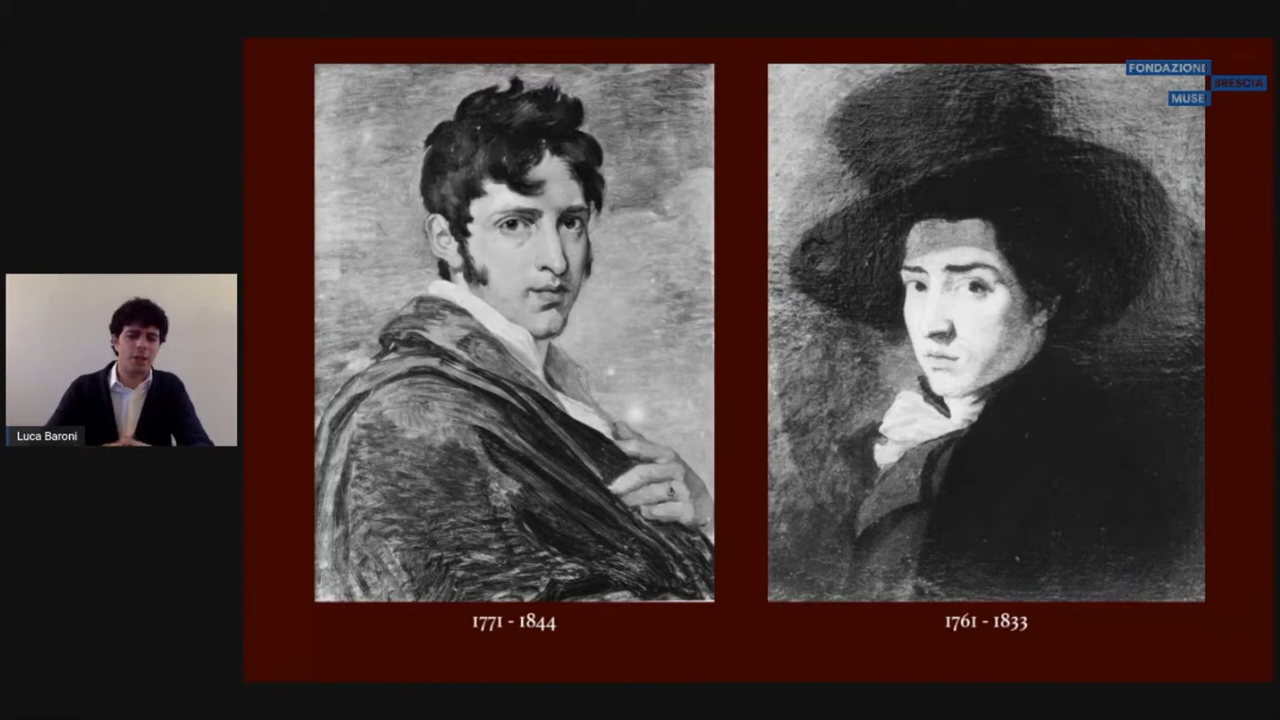 FONDAZIONE
BRESCIA
MUSEI
Luca Baroni
1771 - 1844
1761 - 1833